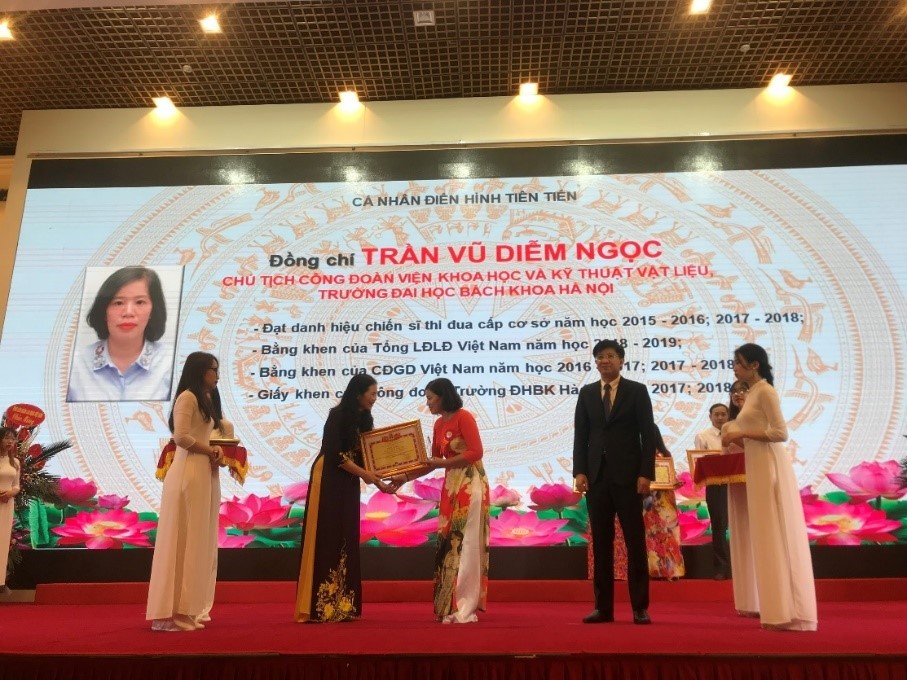 CÁ NHÂN ĐIỂN HÌNH TIÊN TIẾN
Đồng chí TRẦN VŨ DIỄM NGỌC
CHỦ TỊCH CÔNG ĐOÀN VIỆN KHOA HỌC VÀ KỸ THUẬT VẬT LIỆU,
TRƯỜNG ĐẠI HỌC BÁCH KHOA HÀ NỘI
- Đạt danh hiệu chiến sĩ thi đua cấp cơ sở năm học 2015 - 2016; 2017 - 2018;
- Bằng khen của Tổng LĐLĐ Việt Nam năm học 2018 - 2019;
- Bằng khen của CĐGD Việt Nam năm học 2016 2017; 2017 - 2018
- Giấy khen Trường ĐHBK Hà 2017; 2018